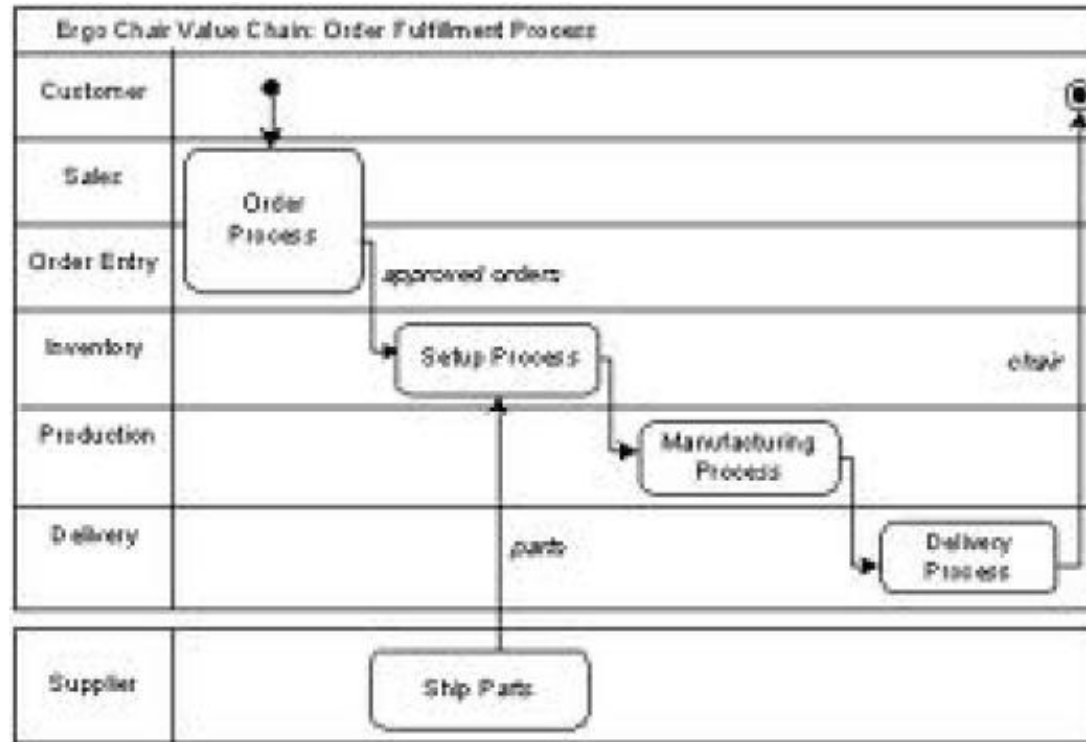 Ergo Chair Value Chain: Order Fulfillment Process
Customer
Sales
Order
Process
Order Entry
approved orders
Inventory
Setup Process
chair
Production
Manufacturing
Process
Delivery
parts
Delivery
Process
Supplier
Ship Parts